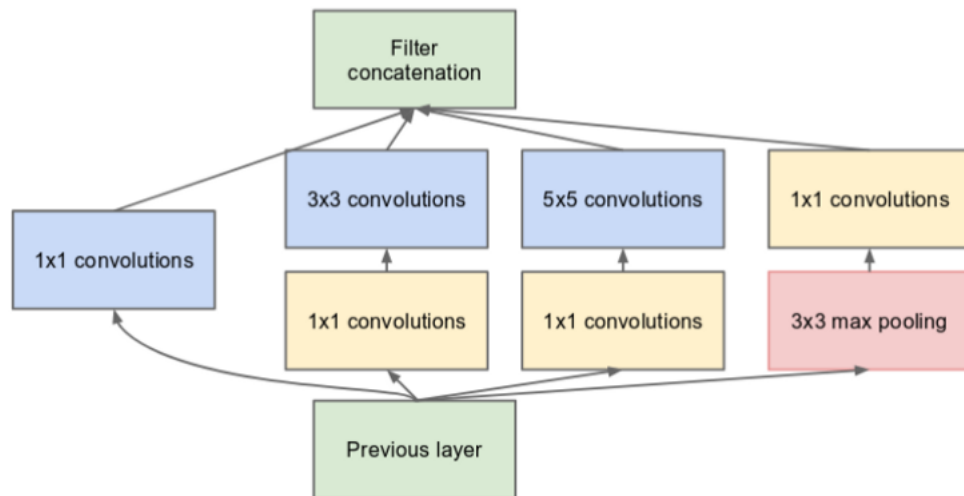 Filter
concatenation
3x3 convolutions
5x5 convolutions
1x1 convolutions
1x1 convolutions
1x1 convolutions
1x1 convolutions
3x3 max pooling
Previous layer